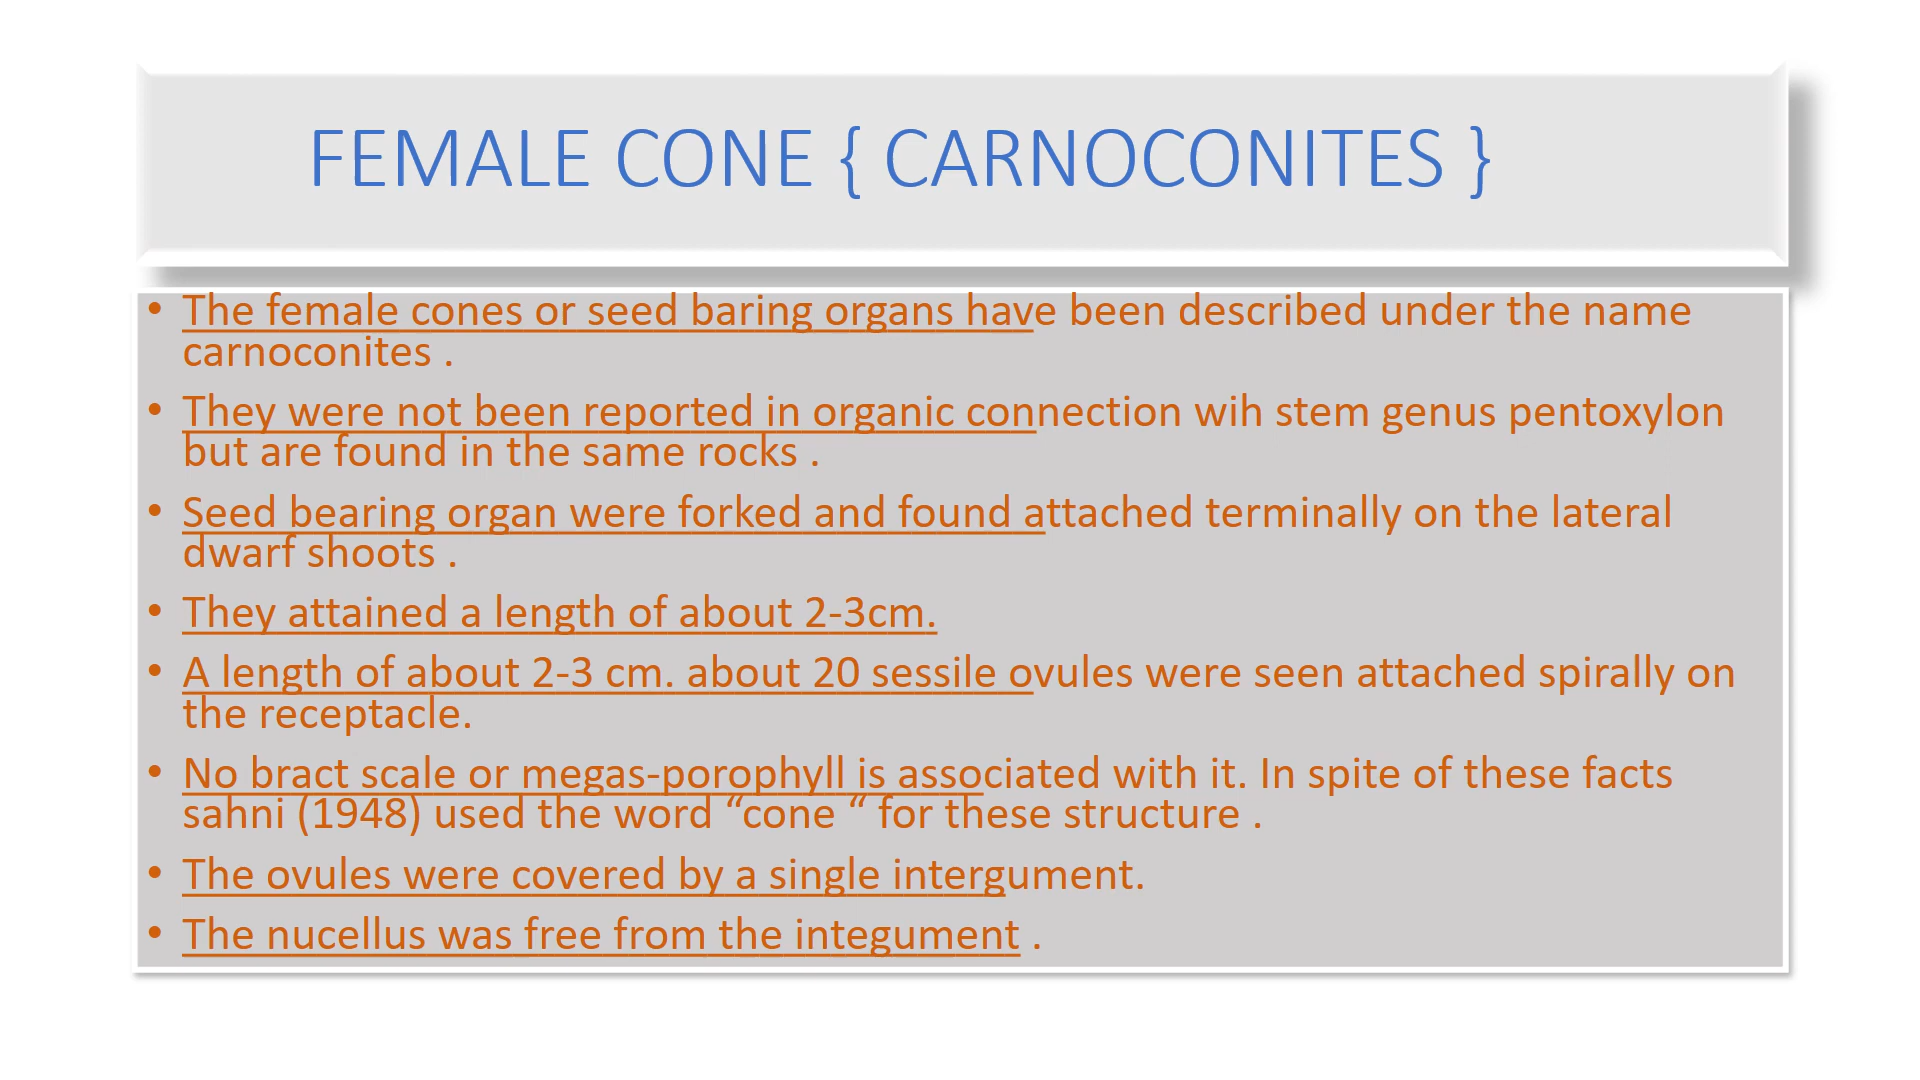 FEMALE CONE { CARNOCONITES }
• The female cones or seed baring organs have been described under the name
carnoconites .
• They were not been reported in organic connection wih stem genus pentoxylon
but are found in the same rocks .
• Seed bearing organ were forked and found attached terminally on the lateral
dwarf shoots .
• They attained a length of about 2-3cm.
• A length of about 2-3 cm. about 20 sessile ovules were seen attached spirally on
the receptacle.
• No bract scale or megas-porophyll is associated with it. In spite of these facts
sahni (1948) used the word “cone “ for these structure .
• The ovules were covered by a single intergument.
• The nucellus was free from the integument .